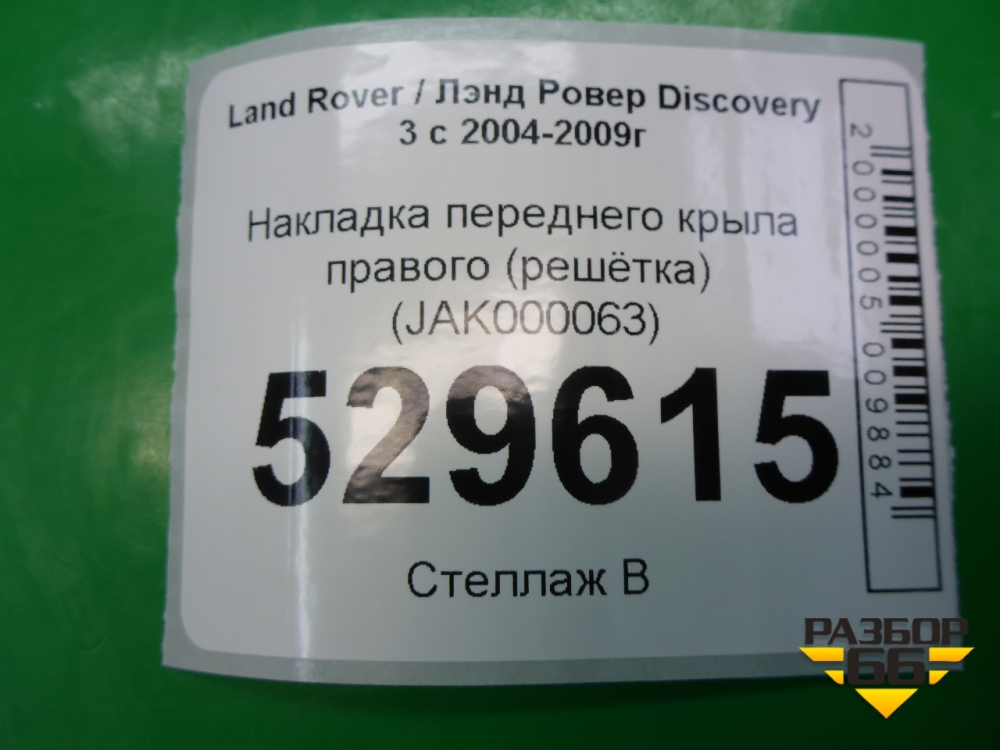 Land Rover / Лэнд Ровер Discovery
3 с 2004-2009г
Накладка переднего крыла
правого (решётка)
(JAK000063)
529615
Стеллаж В
2000005009884
РАЗБОР
66